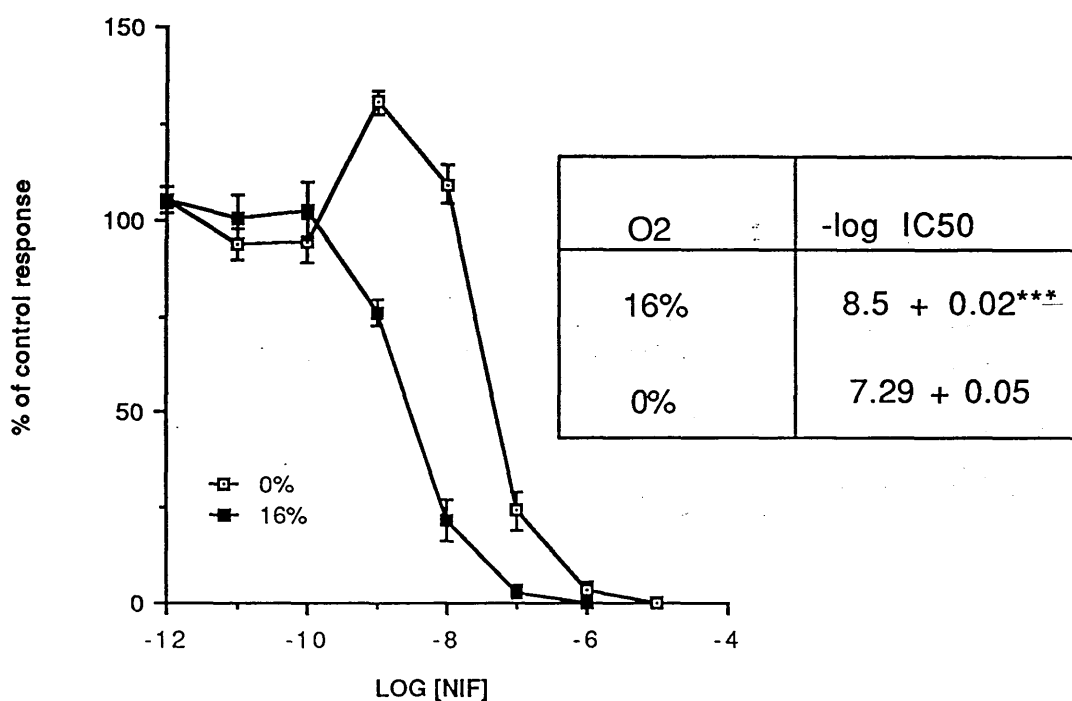 150
100
50
0
-12
-10
-8
-6
-4
% of control response
LOG [NIF]
0%
16%
O2 -log IC50
16% 8.5 + 0.02***
0% 7.29 + 0.05